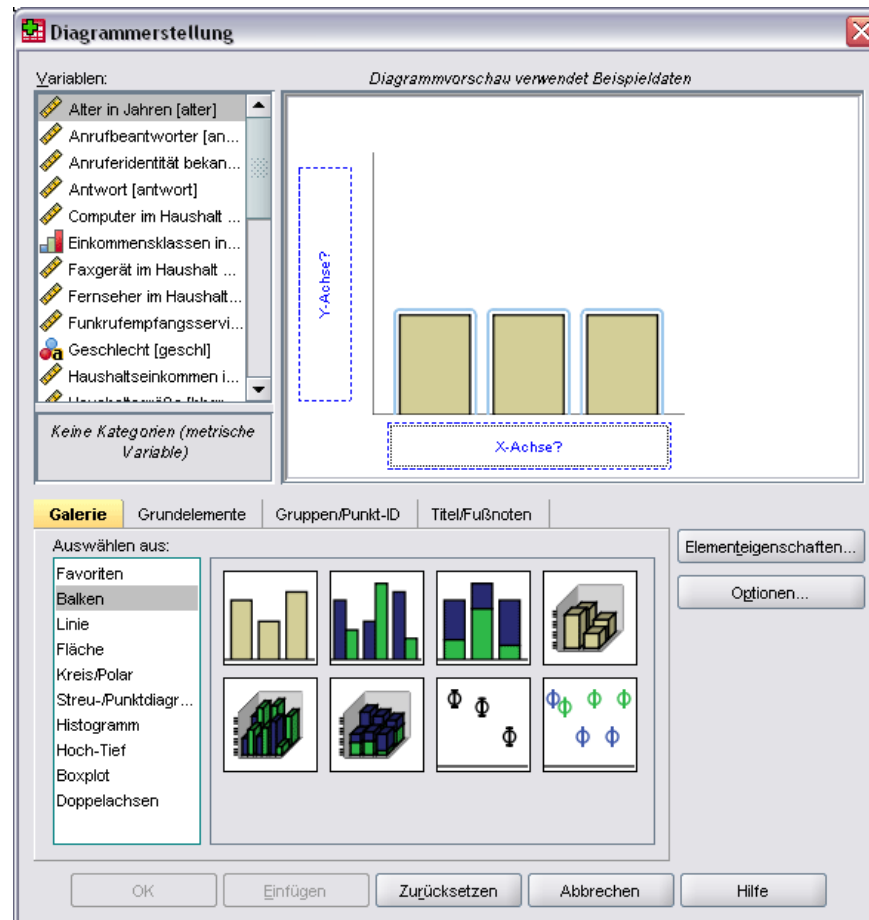 Diagrammerstellung
Variablen:
Diagrammvorschau verwendet Beispieldaten
Alter in Jahren [alter]
Anrufbeantworter [an...
Anruferidentität bekan...
Antwort [antwort]
Computer im Haushalt ...
Einkommensklassen in...
Faxgerät im Haushalt ...
Fernseher im Haushalt...
Funkrufempfangsservi...
Geschlecht [geschl]
Haushaltseinkommen i...
Keine Kategorien (metrische
Variable)
Y-Achse?
X-Achse?
Galerie
Grundelemente
Gruppen/Punkt-ID
Titel/Fußnoten
Auswählen aus:
Favoriten
Balken
Linie
Fläche
Kreis/Polar
Streu-/Punktdiagr...
Histogramm
Hoch-Tief
Boxplot
Doppelachsen
Elementeigenschaften...
Optionen...
OK
Einfügen
Zurücksetzen
Abbrechen
Hilfe